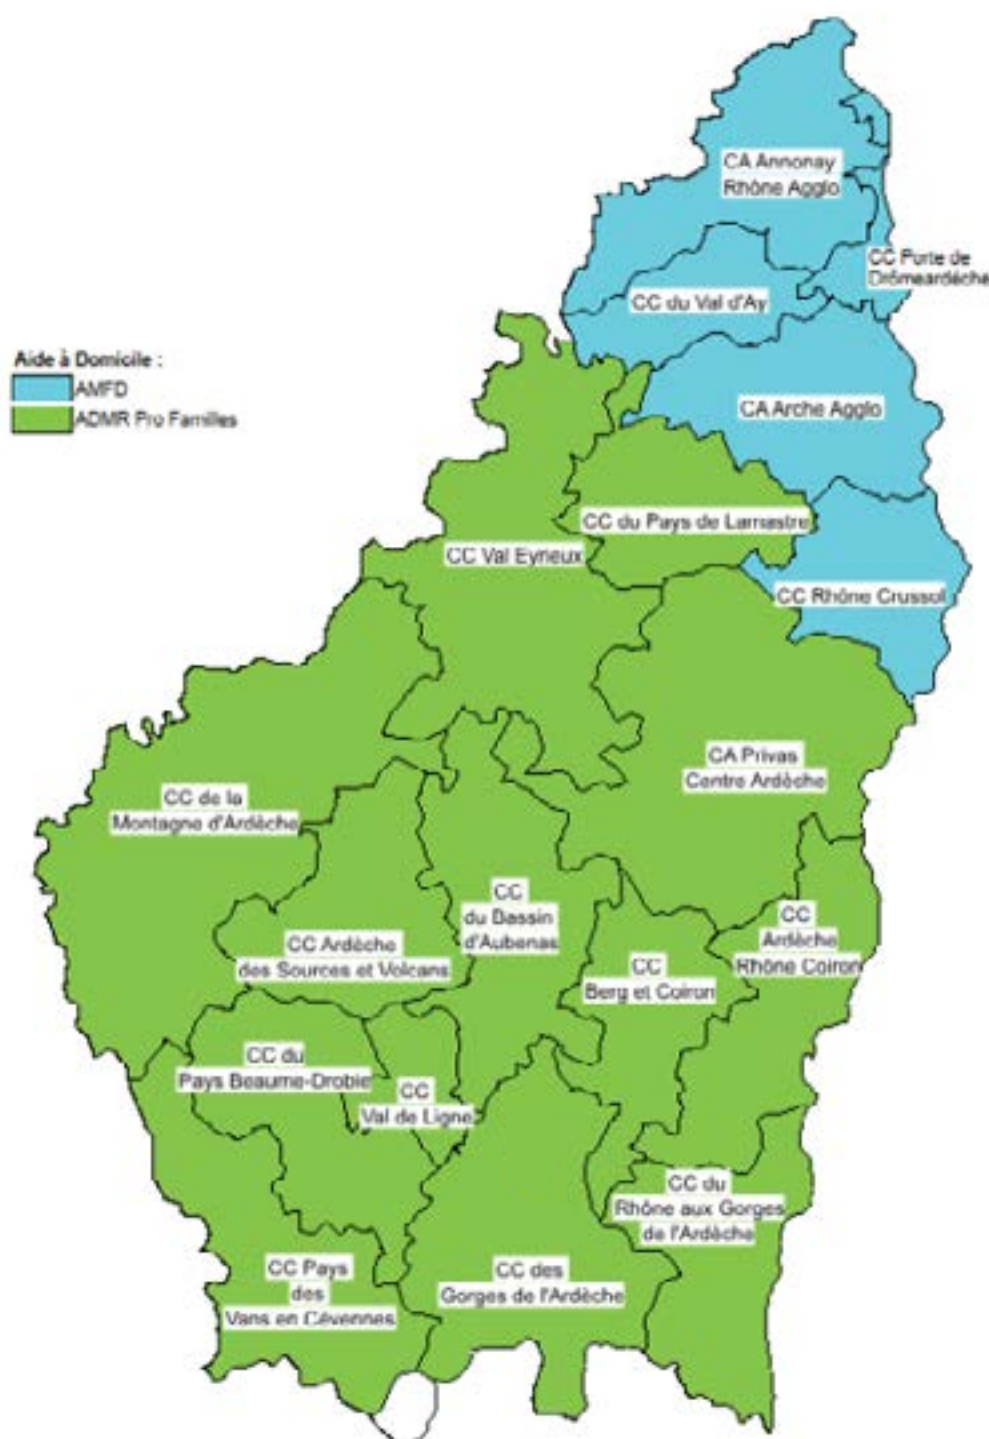 CA Annonay
Rhône Agglo
CC Porte de
Drômeardèche
CC du Val d'Ay
Aide à Domicile :
AMFD
ADMR Pro Familles
CA Arche Agglo
CC du Pays de Lamastre
CC Val Eyrieux
CC Rhône Crussol
CA Privas
Centre Ardèche
CC de la
Montagne d'Ardèche
CC
du Bassin
d'Aubenas
CC Ardèche
des Sources et Volcans
CC
Ardèche
Rhône Coiron
CC
Berg et Coiron
CC du
Pays Beaume-Drobie
CC
Val de Ligne
CC du
Rhône aux Gorges
de l'Ardèche
CC Pays
des
Vans en Cévennes
CC des
Gorges de l'Ardèche